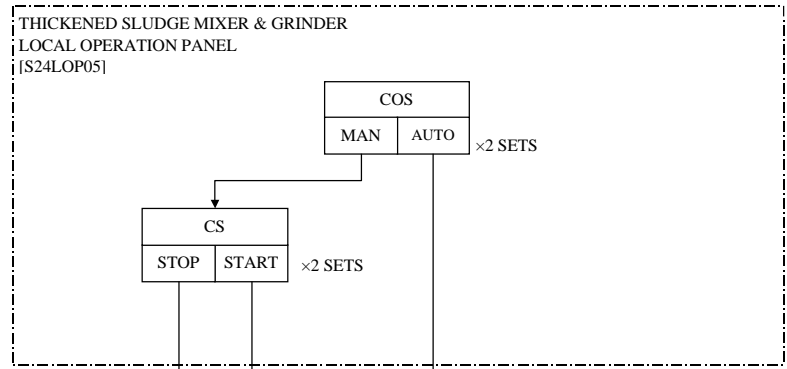 THICKENED SLUDGE MIXER & GRINDER
LOCAL OPERATION PANEL
[S24LOP05]
COS
MAN AUTO
×2 SETS
CS
STOP START
×2 SETS